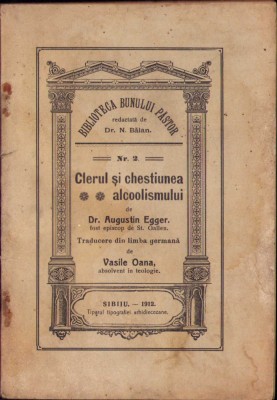 BIBLIOTECA BUNULUI PASTOR
redactată de
Dr. N. Bălan.
Nr. 2.
Clerul și chestiunea
alcoolismului
de
Dr. Augustin Egger.
fost episcop de St. Gallen.
Traducere din limba germană
de
Vasile Oana,
absolvent în teologie.
SIBIIU, — 1912.
Tiparul tipografiei arhidiecezane.